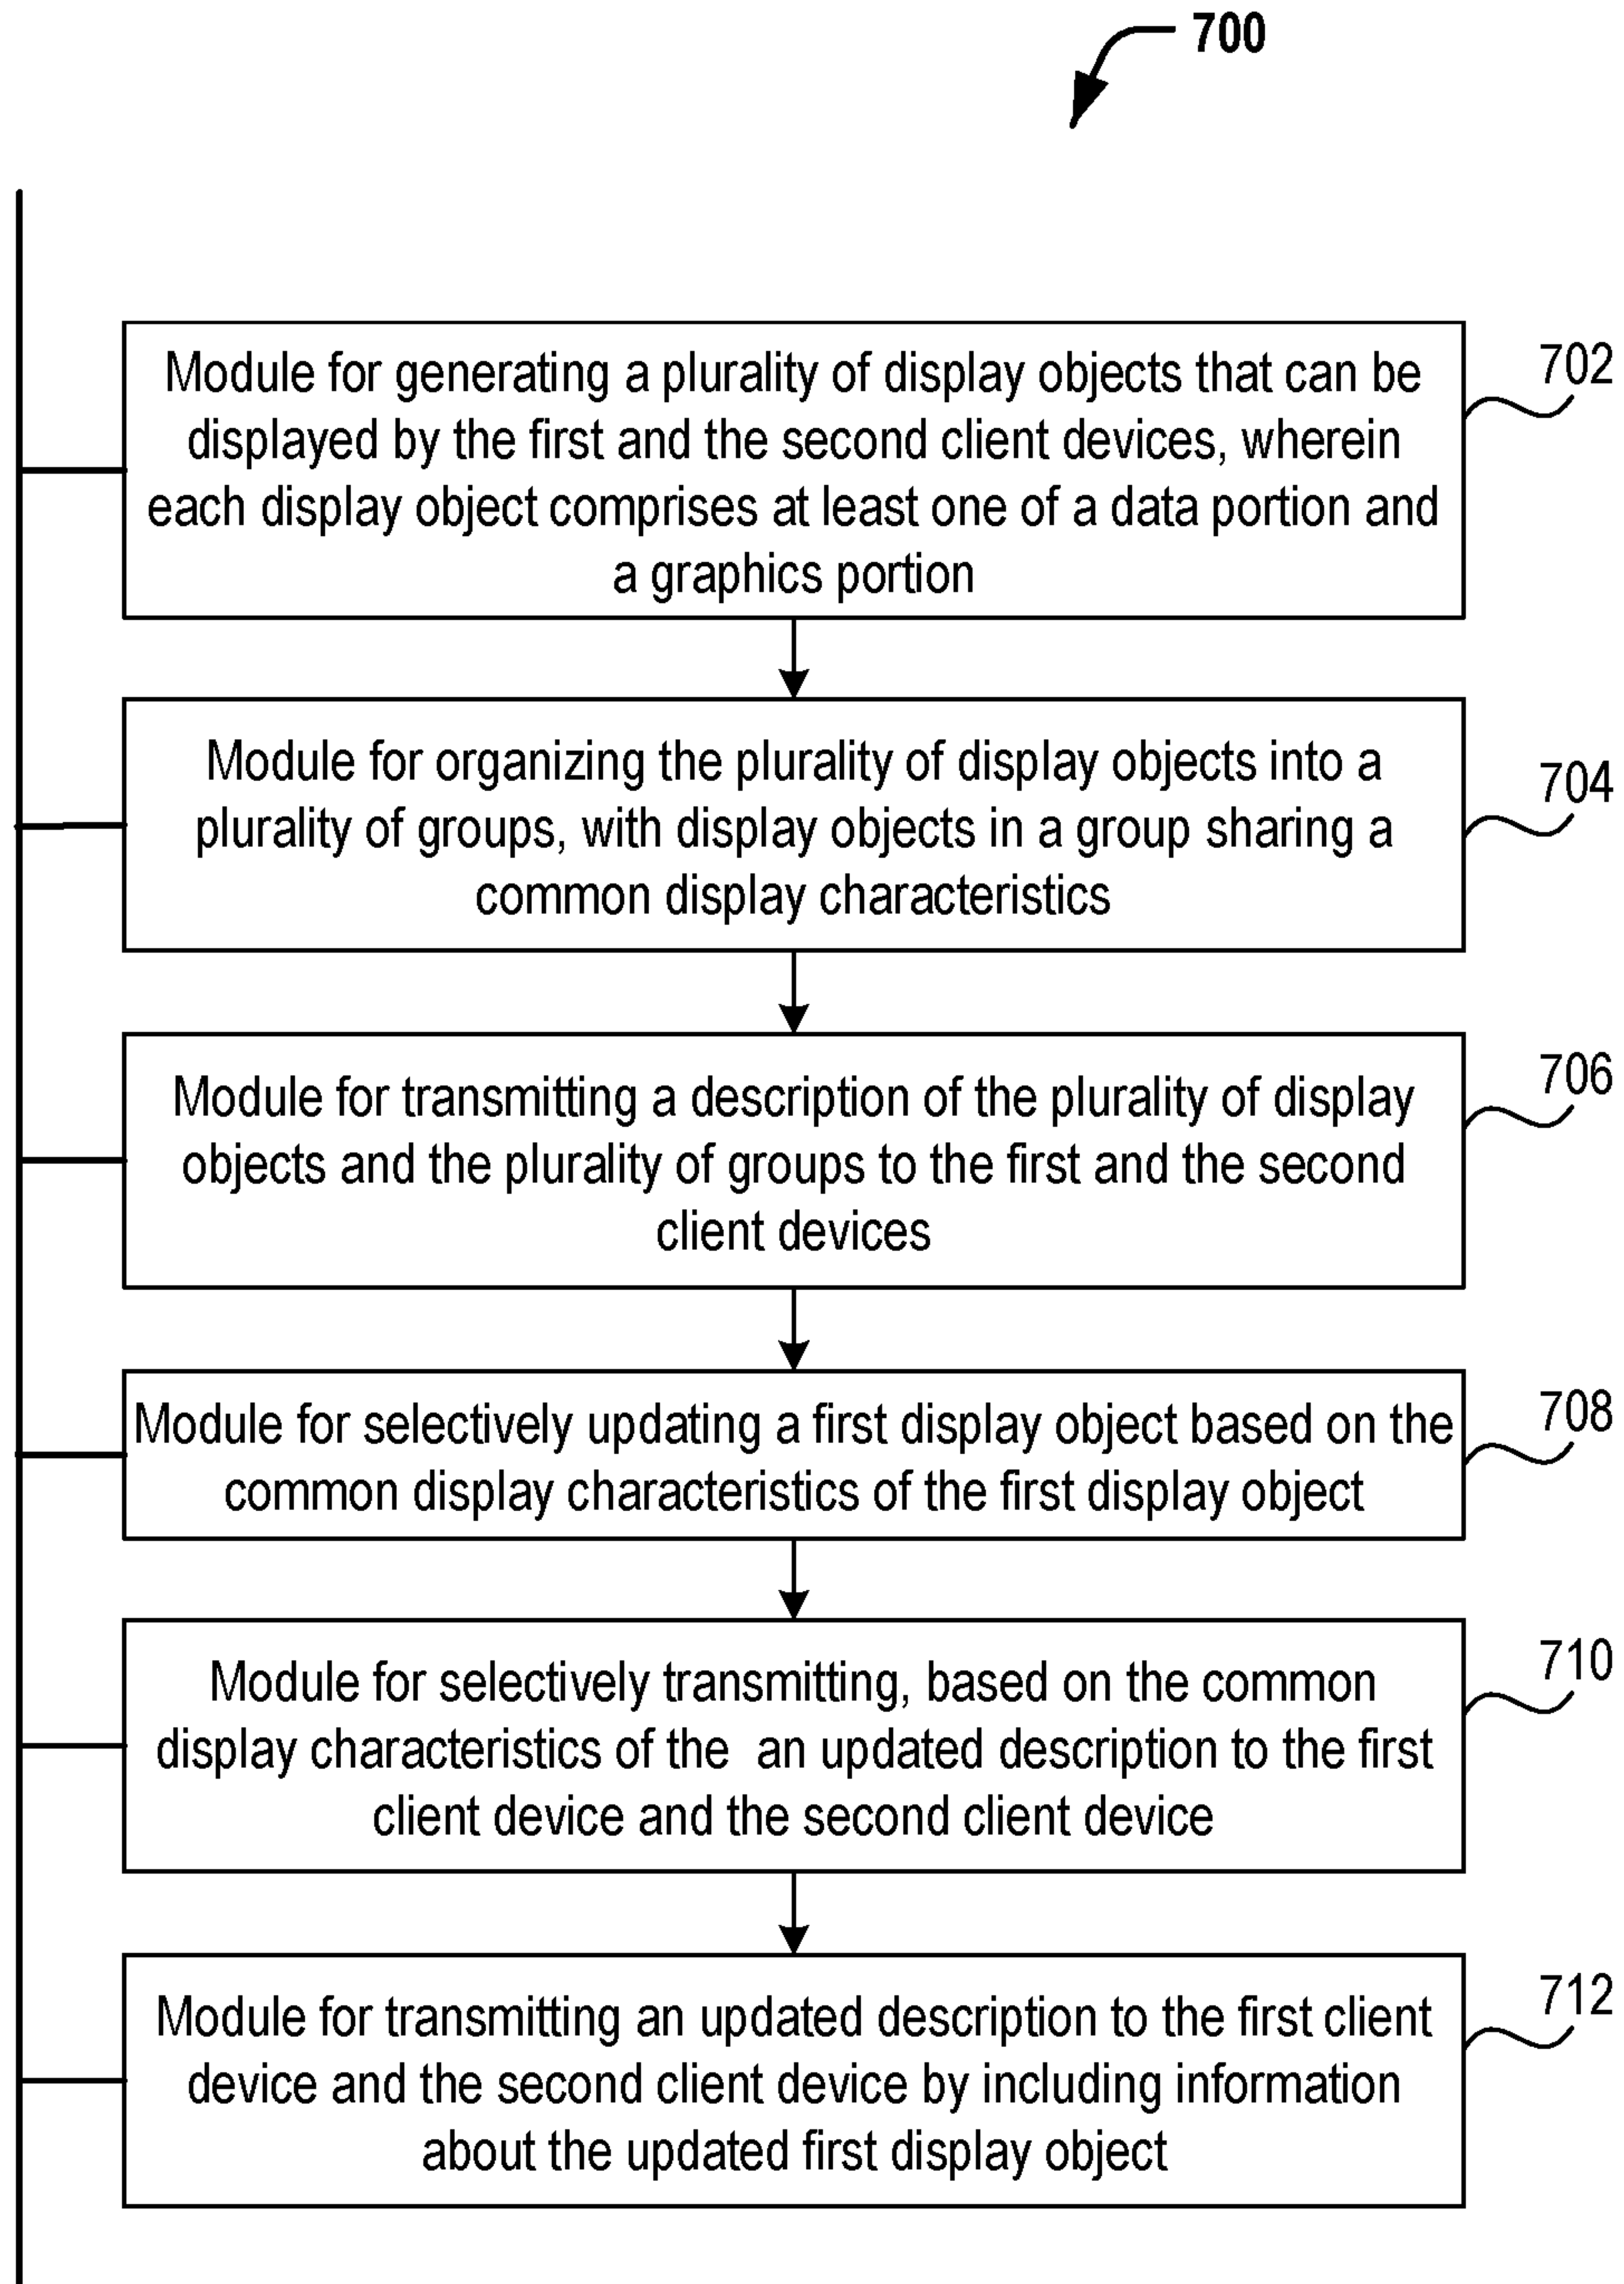 700
Module for generating a plurality of display objects that can be
displayed by the first and the second client devices, wherein
each display object comprises at least one of a data portion and
a graphics portion
702
Module for organizing the plurality of display objects into a
plurality of groups, with display objects in a group sharing a
common display characteristics
704
Module for transmitting a description of the plurality of display
objects and the plurality of groups to the first and the second
client devices
706
Module for selectively updating a first display object based on the
common display characteristics of the first display object
708
Module for selectively transmitting, based on the common
display characteristics of the  an updated description to the first
client device and the second client device
710
Module for transmitting an updated description to the first client
device and the second client device by including information
about the updated first display object
712